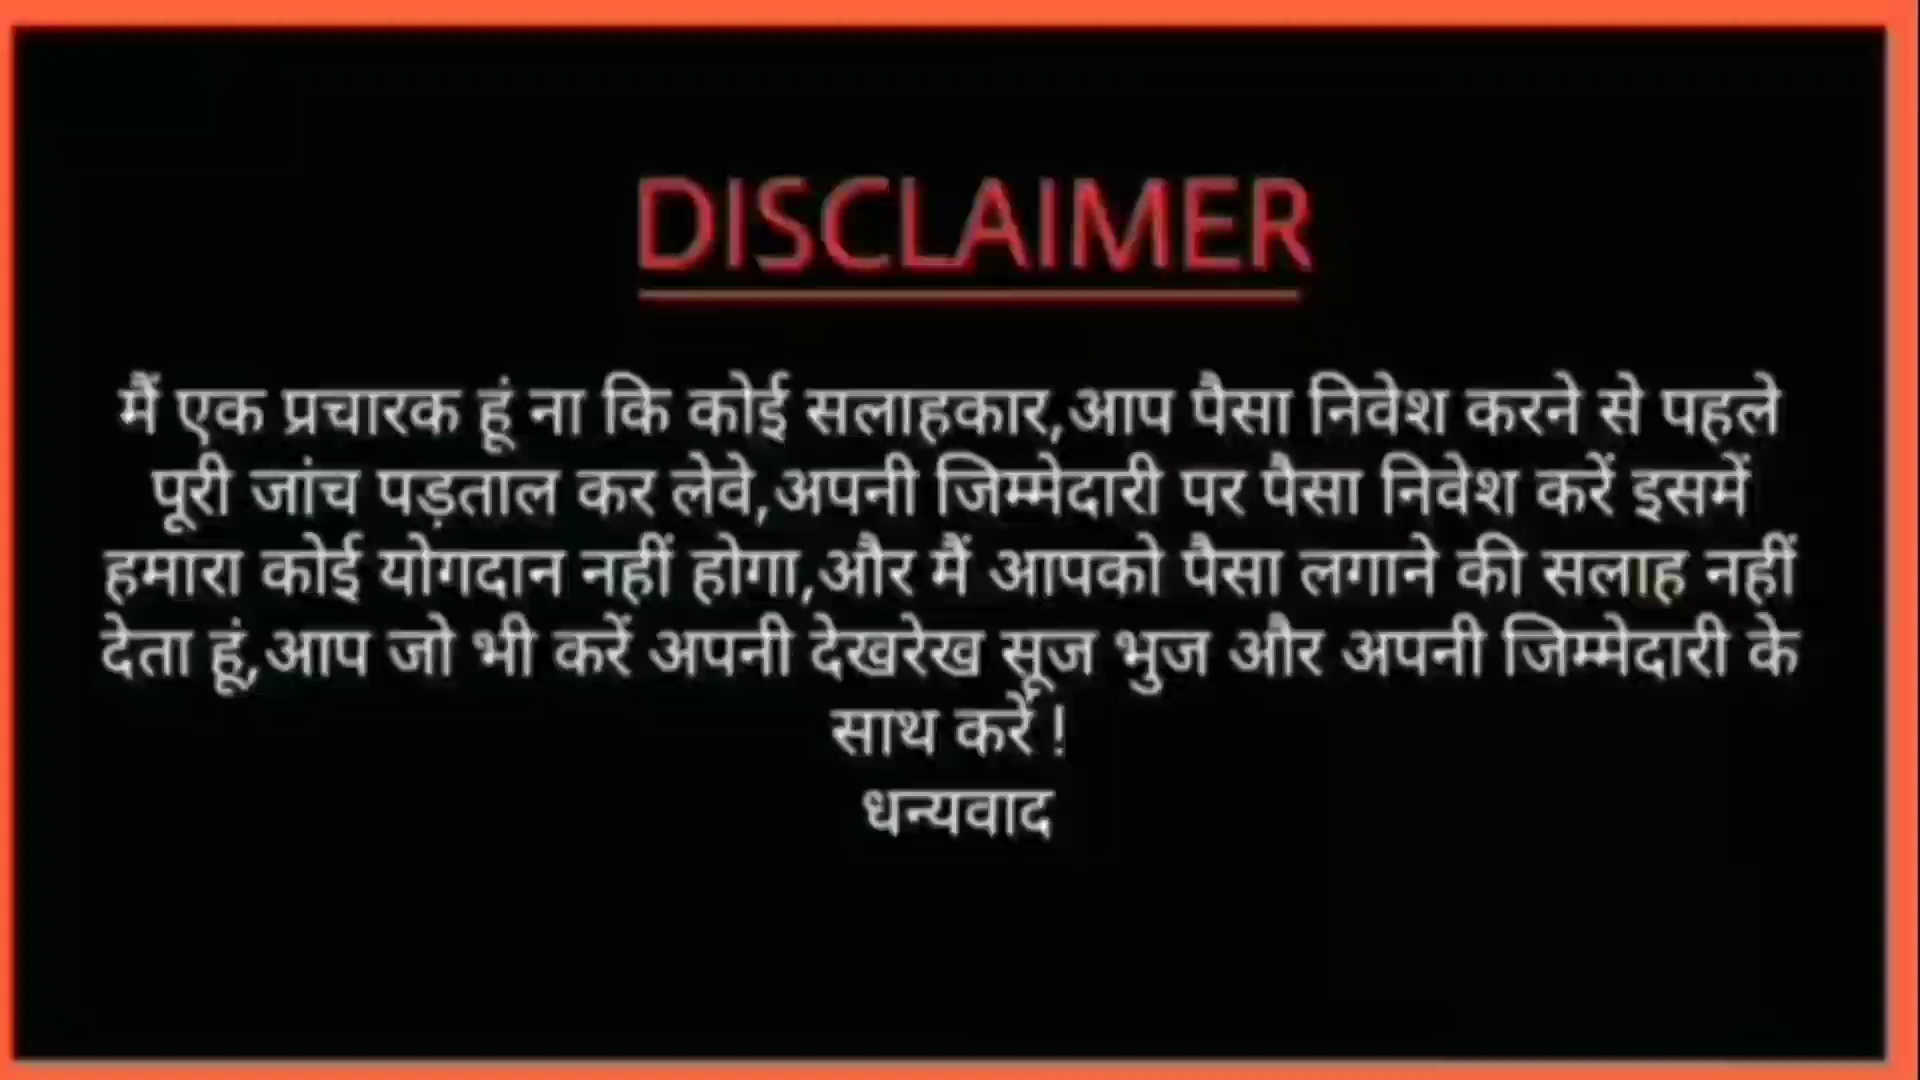 DISCLAIMER
मैं एक प्रचारक हूं ना कि कोई सलाहकार,आप पैसा निवेश करने से पहले
पूरी जांच पड़ताल कर लेवे,अपनी जिम्मेदारी पर पैसा निवेश करें इसमें
हमारा कोई योगदान नहीं होगा,और मैं आपको पैसा लगाने की सलाह नहीं
देता हूं,आप जो भी करें अपनी देखरेख सूज भुज और अपनी जिम्मेदारी के
साथ करें !
धन्यवाद